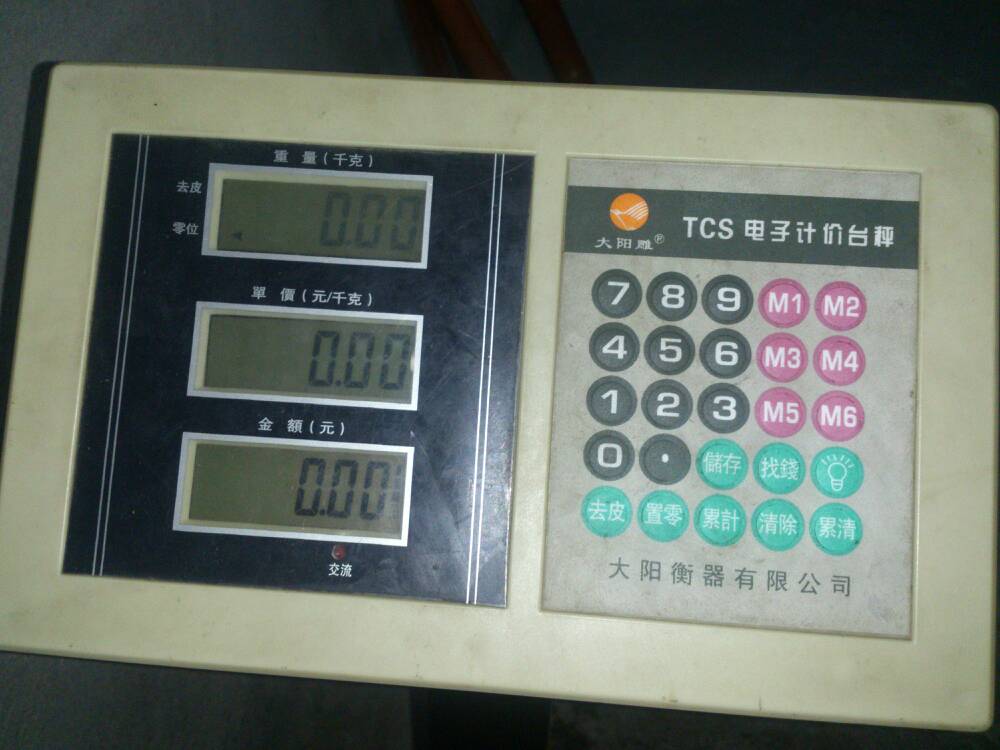 重量(千克)
去皮
零位
0.00
單價(元/千克)
0.00
金額(元)
0.00
交流
大阳雕®
TCS 电子计价台秤
7 8 9 M1 M2
4 5 6 M3 M4
1 2 3 M5 M6
0 · 儲存 找錢
去皮 置零 累計 清除 累清
大阳衡器有限公司